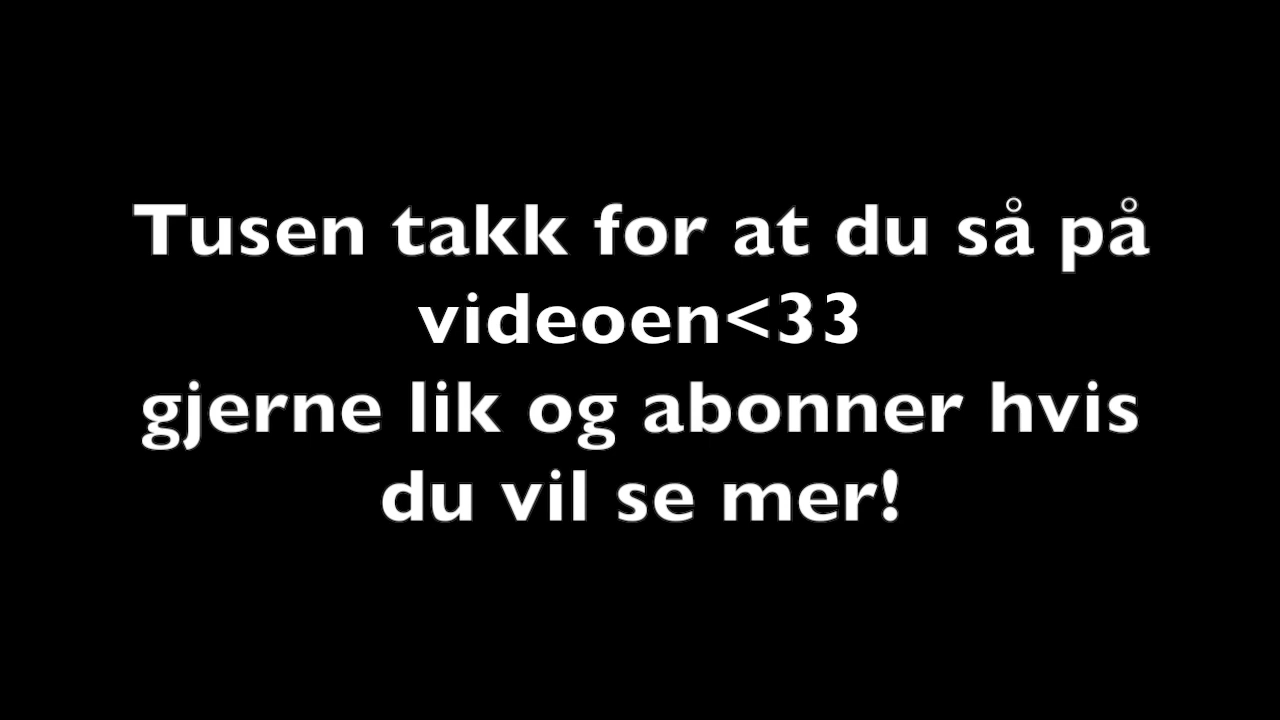 Tusen takk for at du så på
videoen<33
gjerne lik og abonner hvis
du vil se mer!